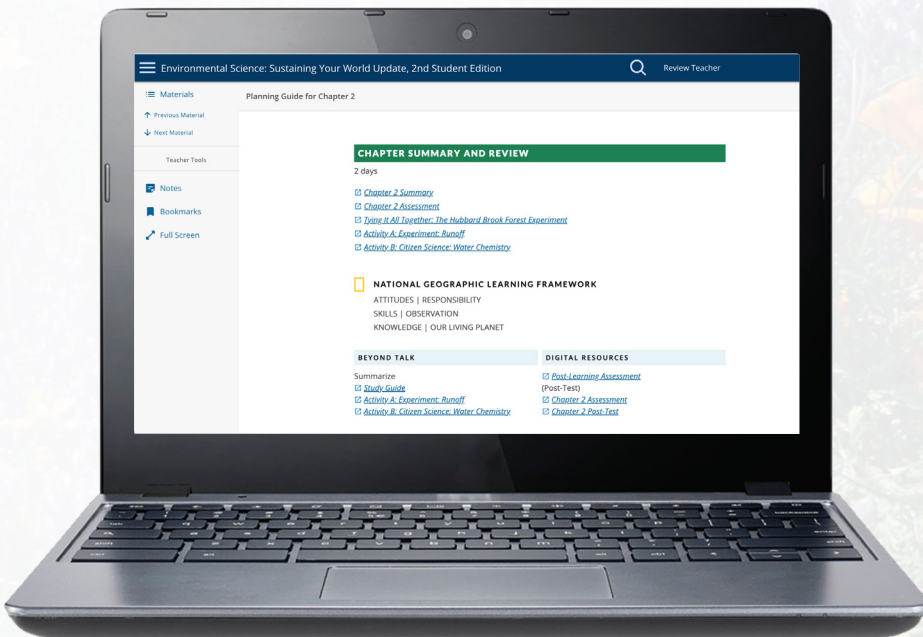 Environmental Science: Sustaining Your World Update, 2nd Student Edition
Review Teacher
Materials
Previous Material
Next Material
Teacher Tools
Notes
Bookmarks
Full Screen
Planning Guide for Chapter 2
CHAPTER SUMMARY AND REVIEW
2 days
Chapter 2 Summary
Chapter 2 Assessment
Tying It All Together: The Hubbard Brook Forest Experiment
Activity A: Experiment: Runoff
Activity B: Citizen Science: Water Chemistry
NATIONAL GEOGRAPHIC LEARNING FRAMEWORK
ATTITUDES | RESPONSIBILITY
SKILLS | OBSERVATION
KNOWLEDGE | OUR LIVING PLANET
BEYOND TALK
Summarize
Study Guide
Activity A: Experiment: Runoff
Activity B: Citizen Science: Water Chemistry
DIGITAL RESOURCES
Post-Learning Assessment
(Post-Test)
Chapter 2 Assessment
Chapter 2 Post-Test